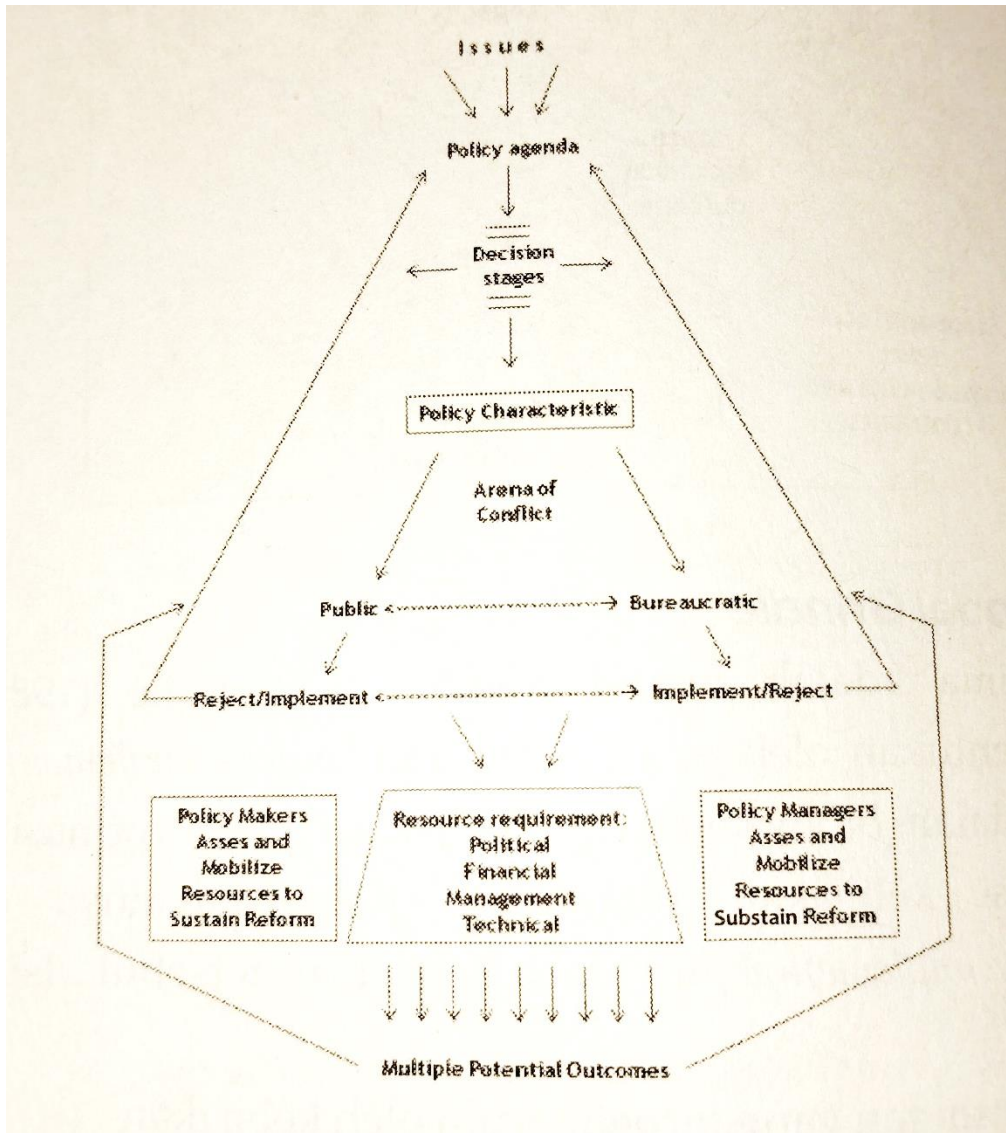 Issues
Policy agenda
Decision
stages
Policy Characteristic
Arena of
Conflict
Public
Bureaucratic
Reject/Implement
Implement/Reject
Policy Makers
Asses and
Mobilize
Resources to
Sustain Reform
Resource requirement:
Political
Financial
Management
Technical
Policy Managers
Asses and
Mobilize
Resources to
Substain Reform
Multiple Potential Outcomes